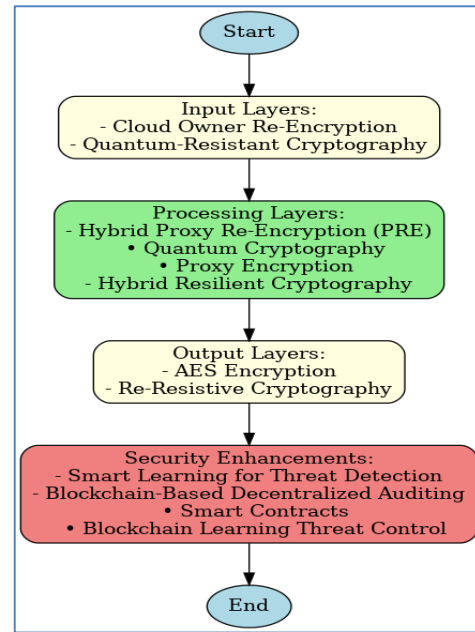 Start
Input Layers:
- Cloud Owner Re-Encryption
- Quantum-Resistant Cryptography
Processing Layers:
- Hybrid Proxy Re-Encryption (PRE)
• Quantum Cryptography
• Proxy Encryption
- Hybrid Resilient Cryptography
Output Layers:
- AES Encryption
- Re-Resistive Cryptography
Security Enhancements:
- Smart Learning for Threat Detection
- Blockchain-Based Decentralized Auditing
• Smart Contracts
• Blockchain Learning Threat Control
End